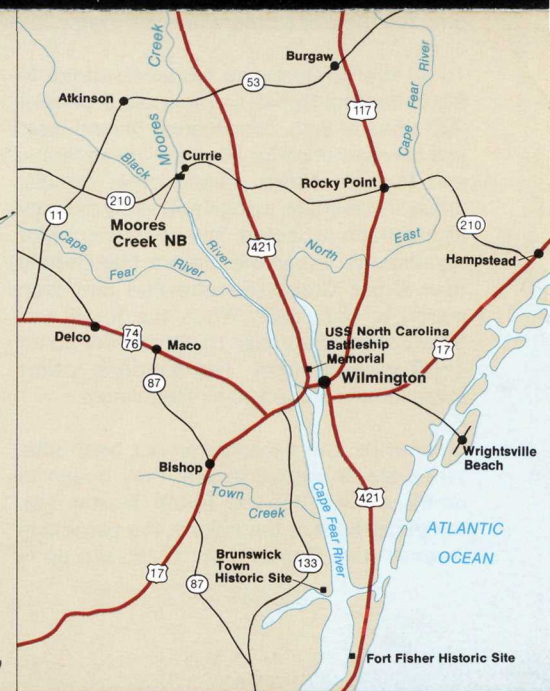 Creek
Moores
Burgaw
53
Atkinson
117
Cape Fear River
Currie
Black
210
Rocky Point
11
Moores
Creek NB
River
421
210
Cape
Fear
River
North
East
Hampstead
Delco
74
76
Maco
USS North Carolina
Battleship
Memorial
17
Wilmington
87
Bishop
Wrightsville
Beach
Town
Creek
Cape Fear River
421
ATLANTIC
OCEAN
Brunswick
Town
Historic Site
133
17
87
Fort Fisher Historic Site